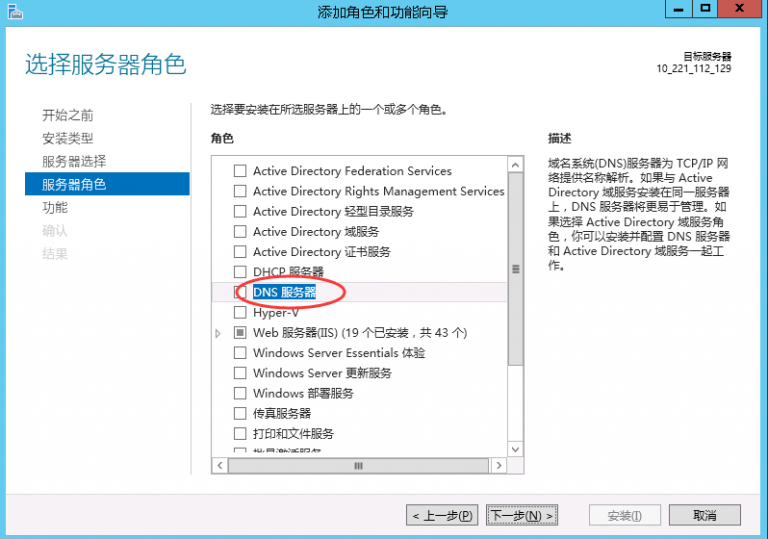 添加角色和功能向导
选择服务器角色
目标服务器
10_221_112_129
开始之前
安装类型
服务器选择
服务器角色
功能
确认
结果
选择要安装在所选服务器上的一个或多个角色。
角色
Active Directory Federation Services
Active Directory Rights Management Services
Active Directory 轻型目录服务
Active Directory 域服务
Active Directory 证书服务
DHCP 服务器
DNS 服务器
Hyper-V
Web 服务器(IIS) (19 个已安装，共 43 个)
Windows Server Essentials 体验
Windows Server 更新服务
Windows 部署服务
传真服务器
打印和文件服务
批量激活服务
描述
域名系统(DNS)服务器为 TCP/IP 网
络提供名称解析。如果与 Active
Directory 域服务安装在同一服务器
上，DNS 服务器将更易于管理。如
果选择 Active Directory 域服务角
色，你可以安装并配置 DNS 服务器
和 Active Directory 域服务一起工
作。
< 上一步(P)
下一步(N) >
安装(I)
取消